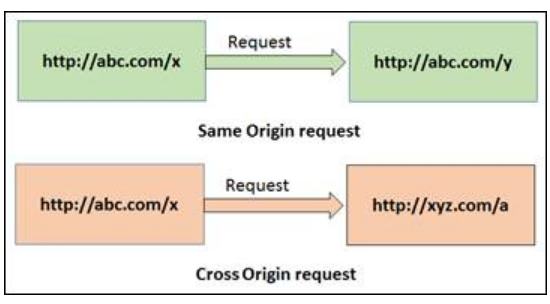 Request
http://abc.com/x
http://abc.com/y
Same Origin request
Request
http://abc.com/x
http://xyz.com/a
Cross Origin request